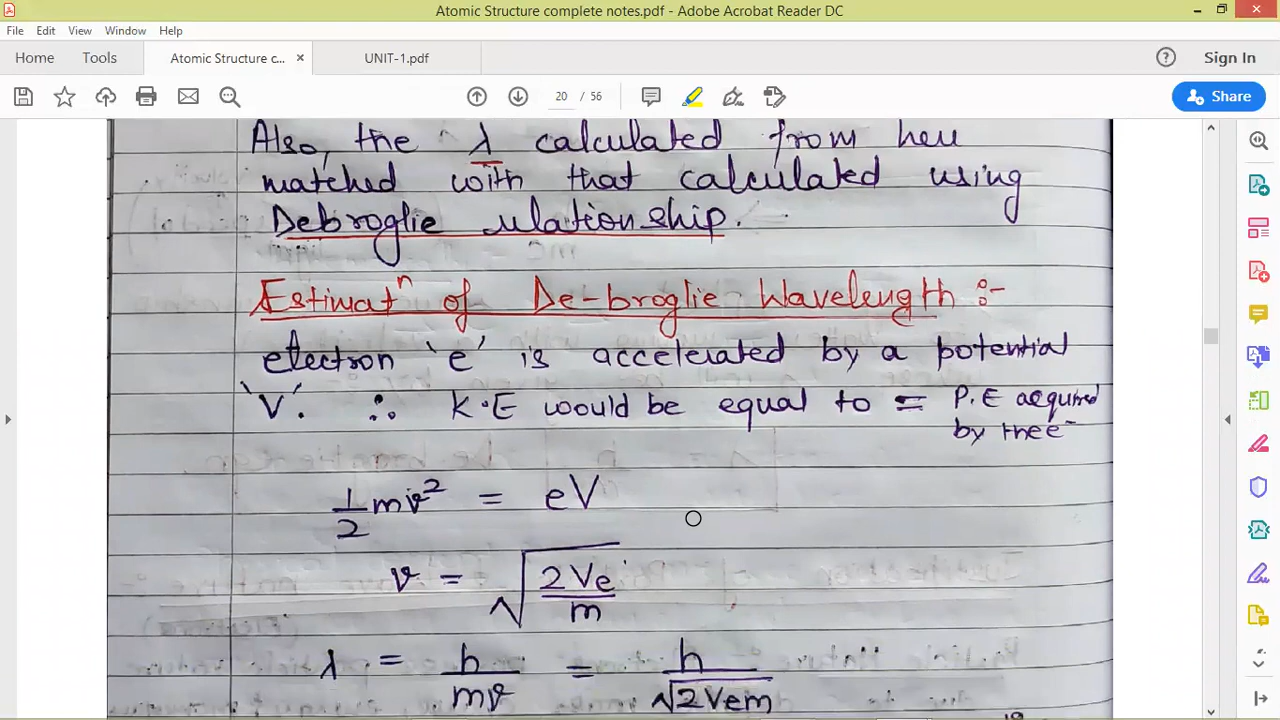 Atomic Structure complete notes.pdf - Adobe Acrobat Reader DC
File Edit View Window Help
Home Tools Atomic Structure c... × UNIT-1.pdf Sign In
20 / 56 Share
Also, the λ calculated from here
matched with that calculated using
Debroglie relationship.
Estimatⁿ of De-broglie Wavelength :-
electron 'e' is accelerated by a potential
'V'. ∴ K.E would be equal to = P.E acquired
by the e⁻
1/2 mv² = eV
v = √(2Ve/m)
λ = h/mv = h/√2Vem